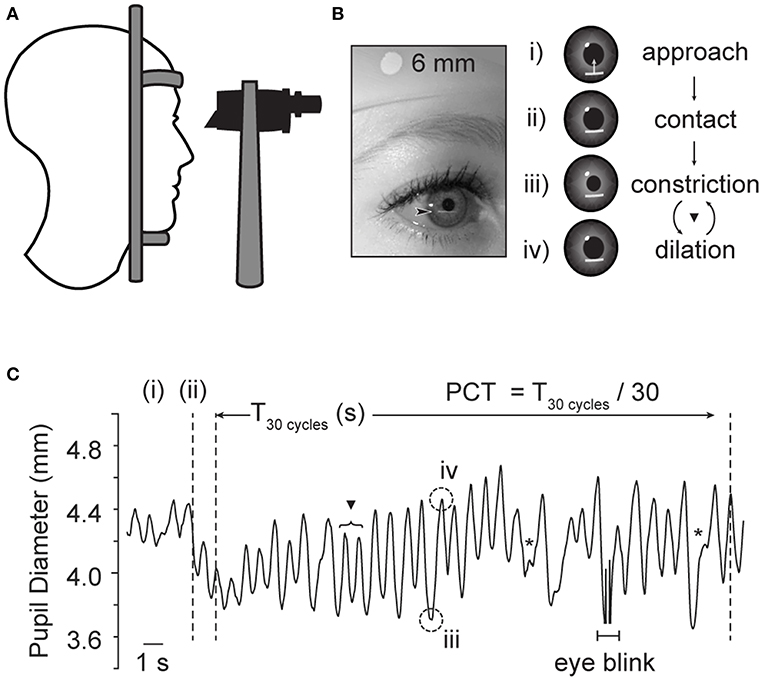 A
B
6 mm
i) approach
ii) contact
iii) constriction
▼
iv) dilation
C
(i) (ii)
T30 cycles (s)
PCT = T30 cycles / 30
Pupil Diameter (mm)
4.8
4.4
4.0
3.6
▼
iv
iii
*
*
eye blink
1 s